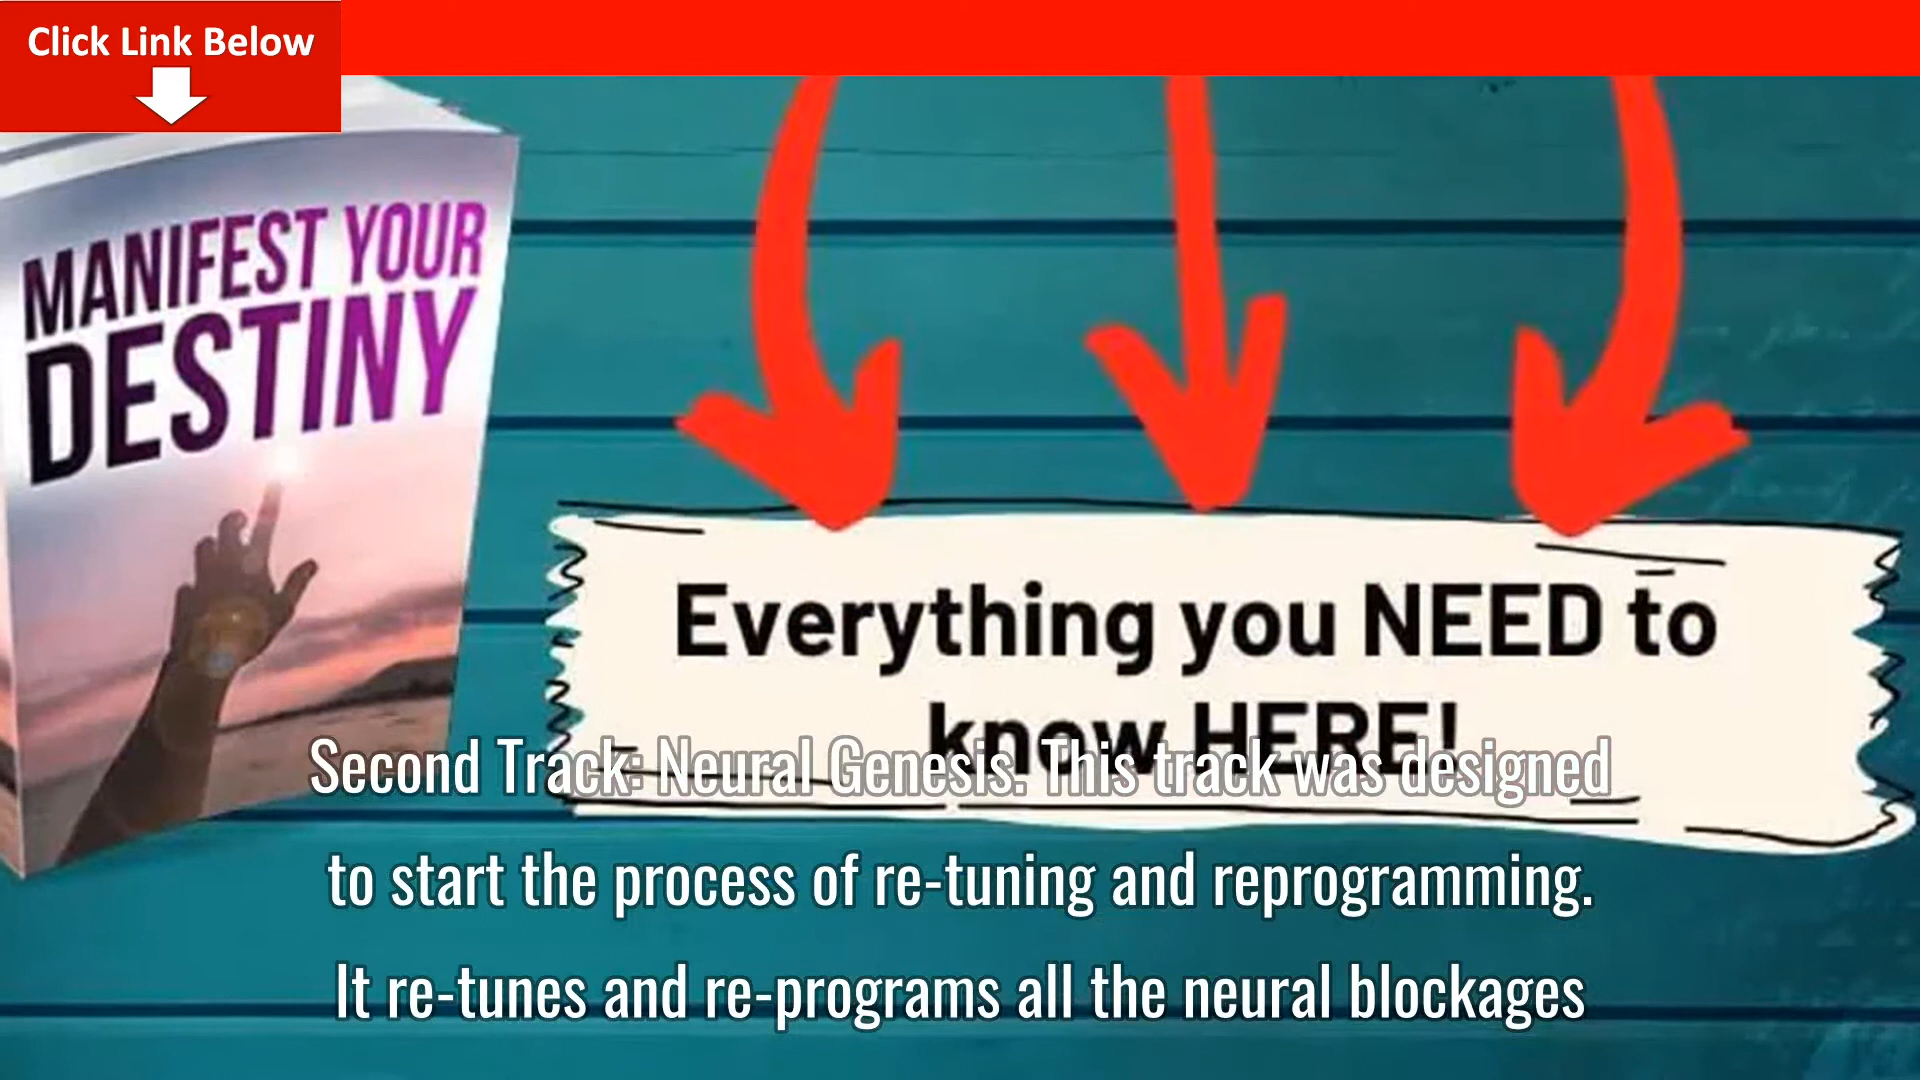 Click Link Below
MANIFEST YOUR
DESTINY
Everything you NEED to
know HERE!
Second Track: Neural Genesis. This track was designed
to start the process of re-tuning and reprogramming.
It re-tunes and re-programs all the neural blockages